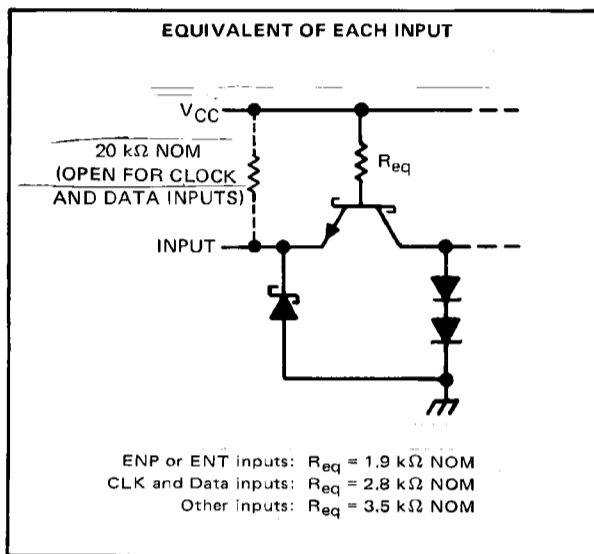 EQUIVALENT OF EACH INPUT
VCC
20 kΩ NOM
(OPEN FOR CLOCK
AND DATA INPUTS)
Req
INPUT
ENP or ENT inputs: Req = 1.9 kΩ NOM
CLK and Data inputs: Req = 2.8 kΩ NOM
Other inputs: Req = 3.5 kΩ NOM